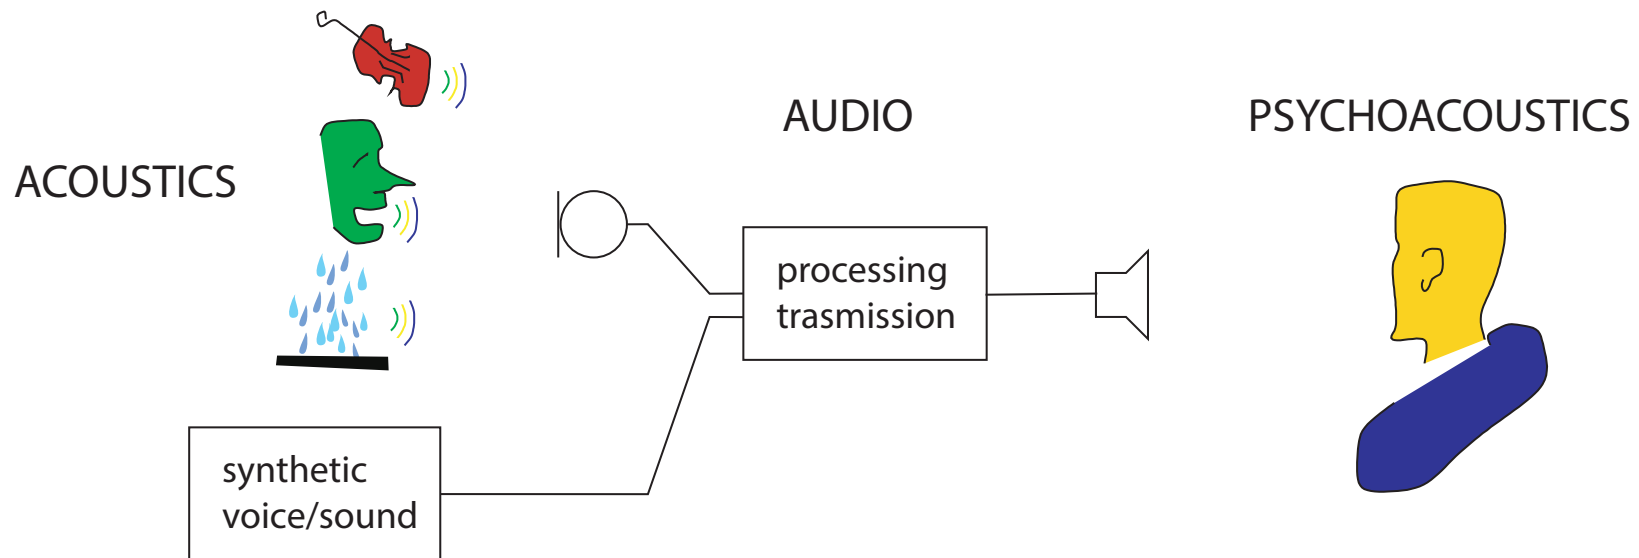 ACOUSTICS
AUDIO
PSYCHOACOUSTICS
processing
trasmission
synthetic
voice/sound